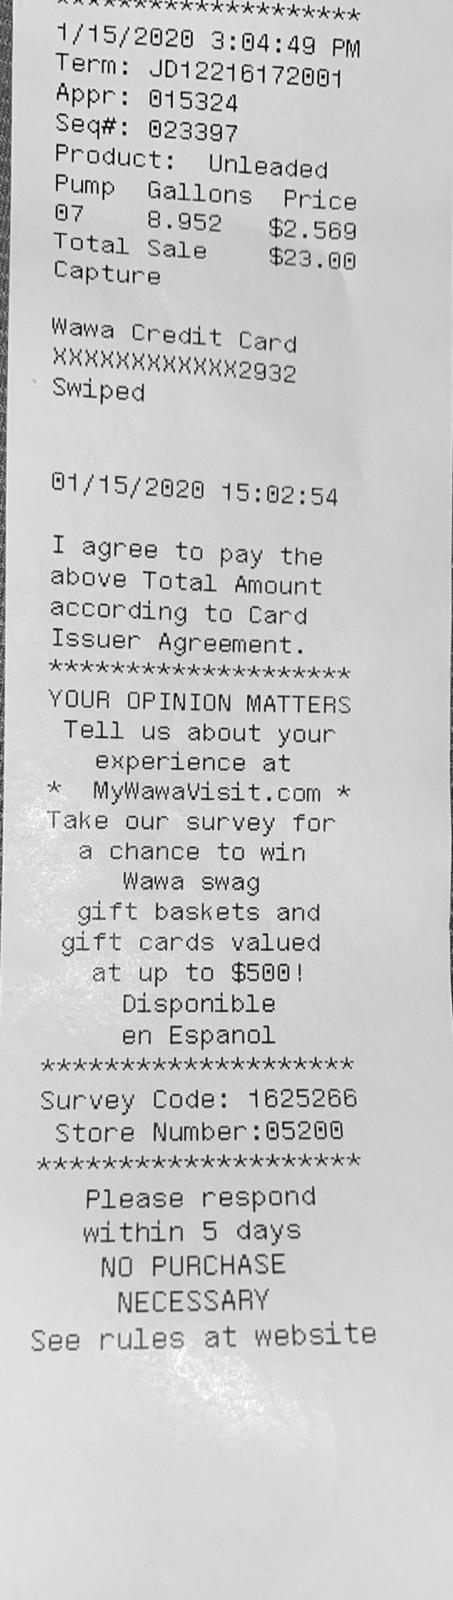 ********************
1/15/2020 3:04:49 PM
Term: JD12216172001
Appr: 015324
Seq#: 023397
Product: Unleaded
Pump Gallons Price
07 8.952 $2.569
Total Sale $23.00
Capture
Wawa Credit Card
XXXXXXXXXXXX2932
Swiped
01/15/2020 15:02:54
I agree to pay the
above Total Amount
according to Card
Issuer Agreement.
********************
YOUR OPINION MATTERS
Tell us about your
experience at
* MyWawaVisit.com *
Take our survey for
a chance to win
Wawa swag
gift baskets and
gift cards valued
at up to $500!
Disponible
en Espanol
********************
Survey Code: 1625266
Store Number:05200
********************
Please respond
within 5 days
NO PURCHASE
NECESSARY
See rules at website